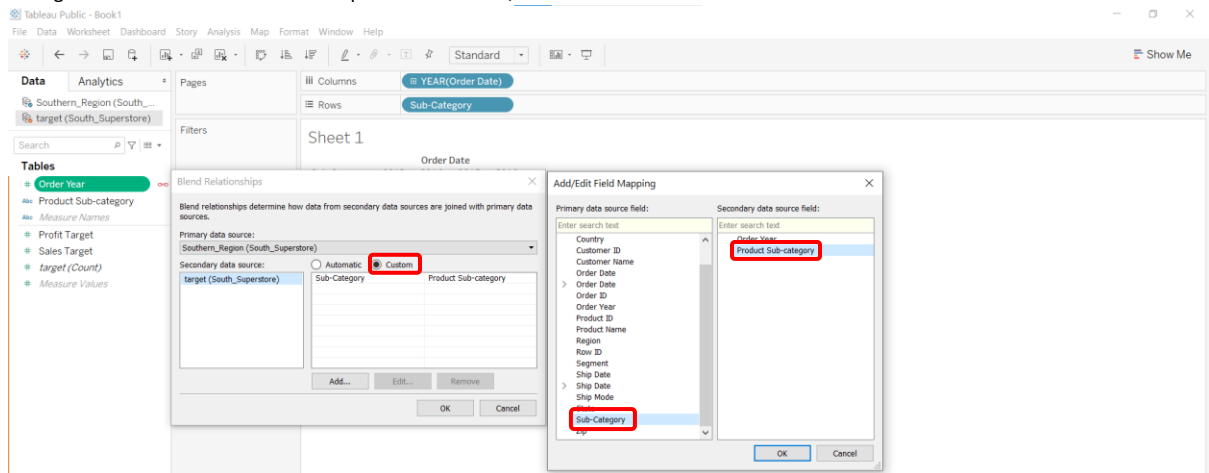 Tableau Public - Book1
File Data Worksheet Dashboard Story Analysis Map Format Window Help
Standard
Show Me
Data Analytics
Pages
Columns
YEAR(Order Date)
Southern_Region (South_...
target (South_Superstore)
Rows
Sub-Category
Filters
Search
Sheet 1
Tables
Order Date
Order Year
Abc Product Sub-category
Abc Measure Names
# Profit Target
# Sales Target
# target (Count)
# Measure Values
Blend Relationships
Blend relationships determine how data from secondary data sources are joined with primary data
sources.
Primary data source:
Southern_Region (South_Superstore)
Secondary data source:
Automatic Custom
target (South_Superstore)
Sub-Category Product Sub-category
Add... Edit... Remove
OK Cancel
Add/Edit Field Mapping
Primary data source field:
Enter search text
Country
Customer ID
Customer Name
Order Date
Order Date
Order ID
Order Year
Product ID
Product Name
Region
Row ID
Segment
Ship Date
Ship Date
Ship Mode
State
Sub-Category
Zip
Secondary data source field:
Enter search text
Order Year
Product Sub-category
OK Cancel